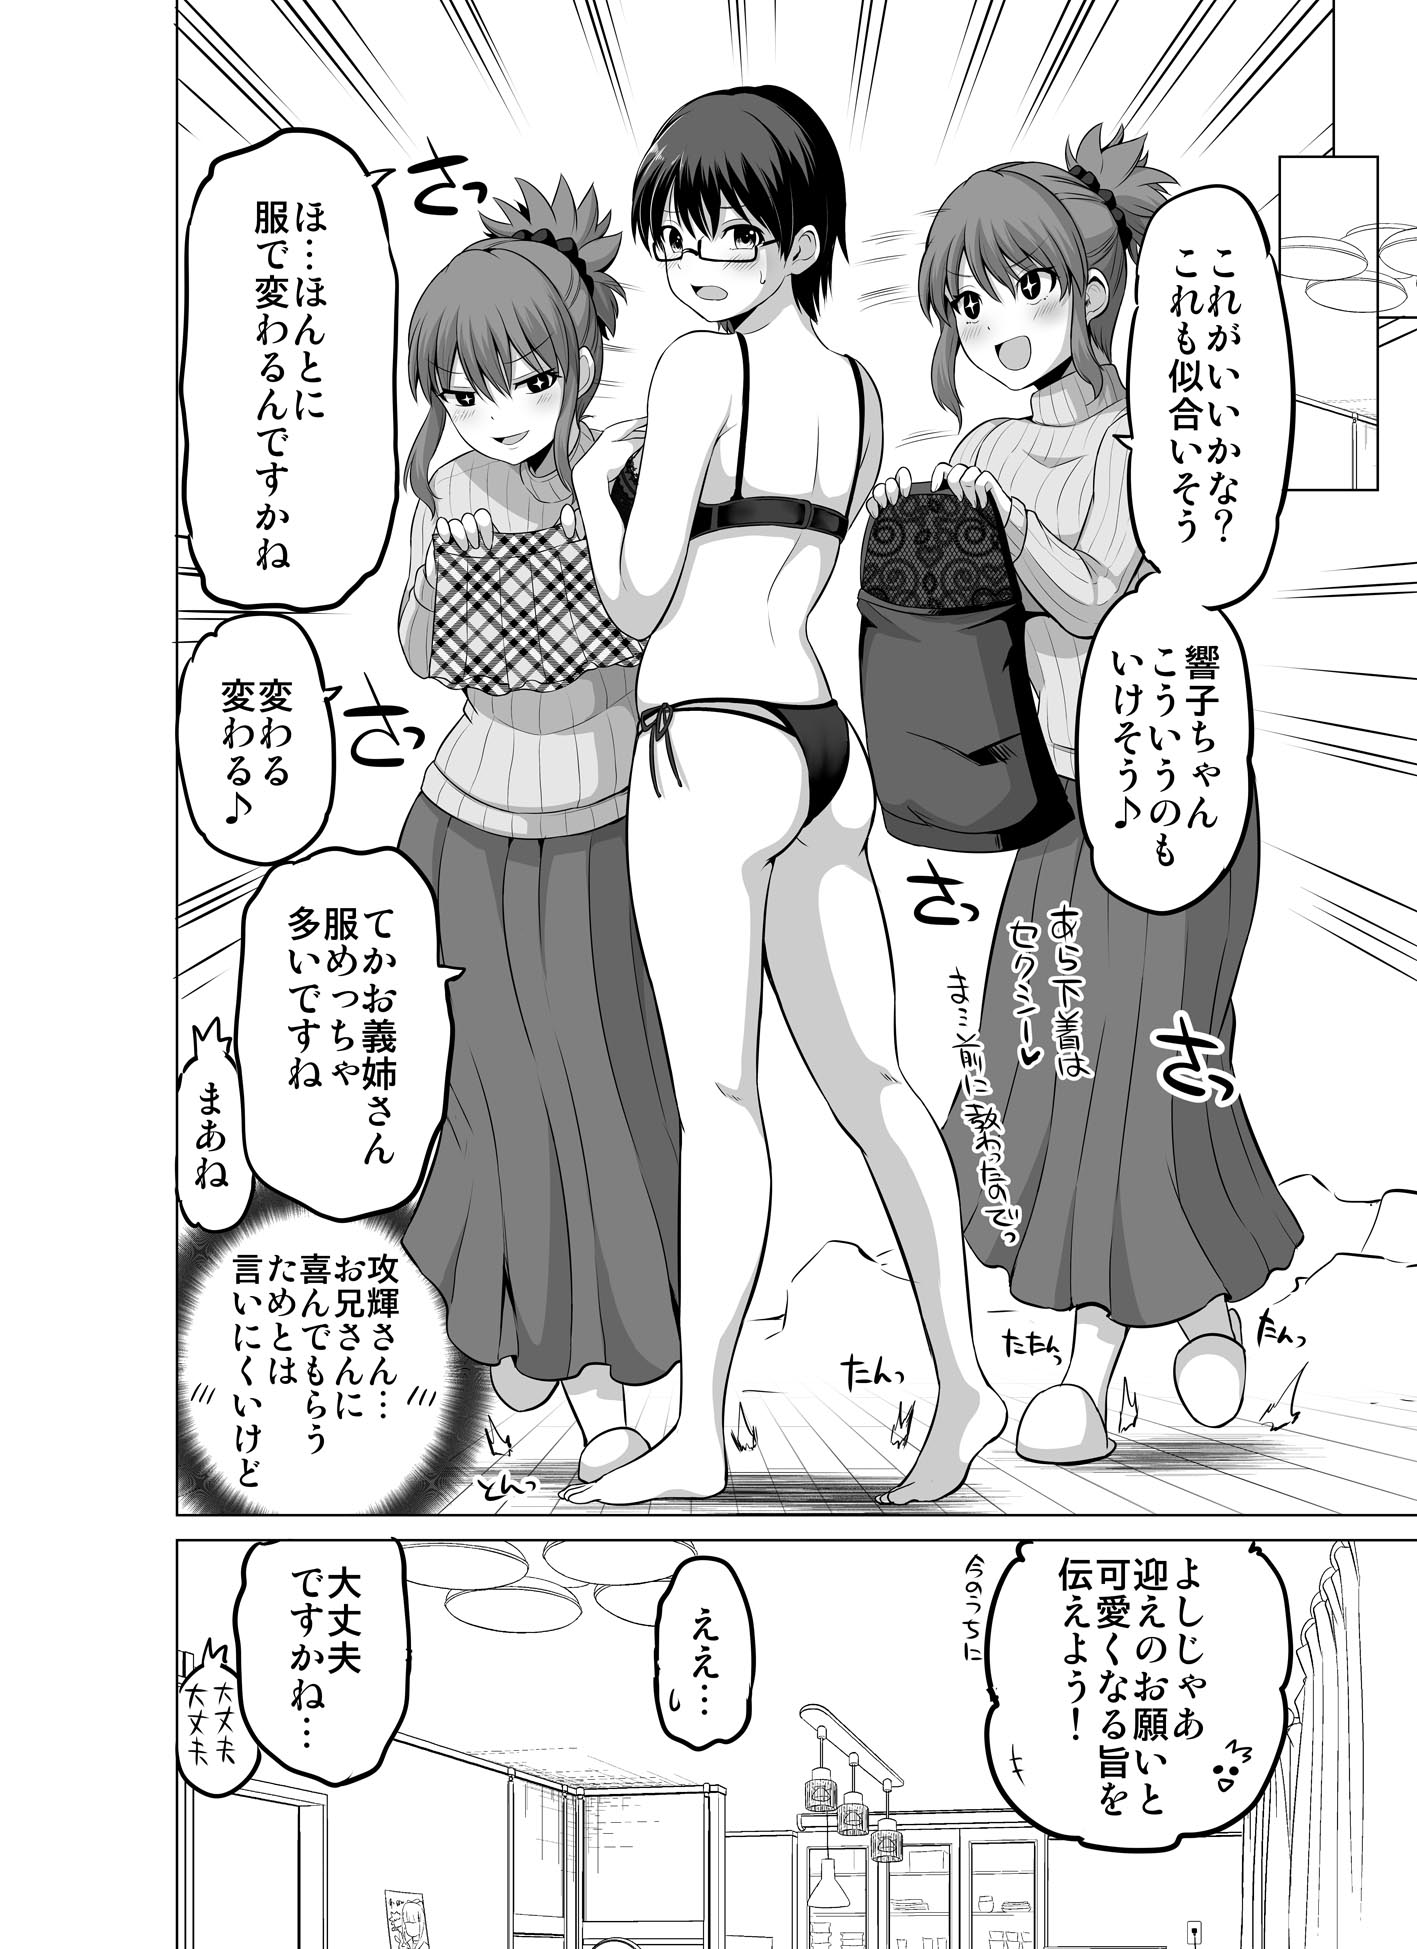 これがいいかな？
これも似合いそう
響子ちゃん
こういうのも
いけそう♪
あら下着は
セクシー♥
ま…前に教わったのでっ
さっ
さっ
さっ
さっ
ほ…ほんとに
服で変わるんですかね
変わる
変わる♪
てかお義姉さん
服めっちゃ
多いですね
まあね
攻輝さん…
お兄さんに
喜んでもらう
ためとは
言いにくいけど
たんっ
たたんっ
たんっ
とんっ
よしじゃあ
迎えのお願いと
可愛くなる旨を
伝えよう！
今のうちに
ええ…
大丈夫
ですかね…
大丈夫
大丈夫